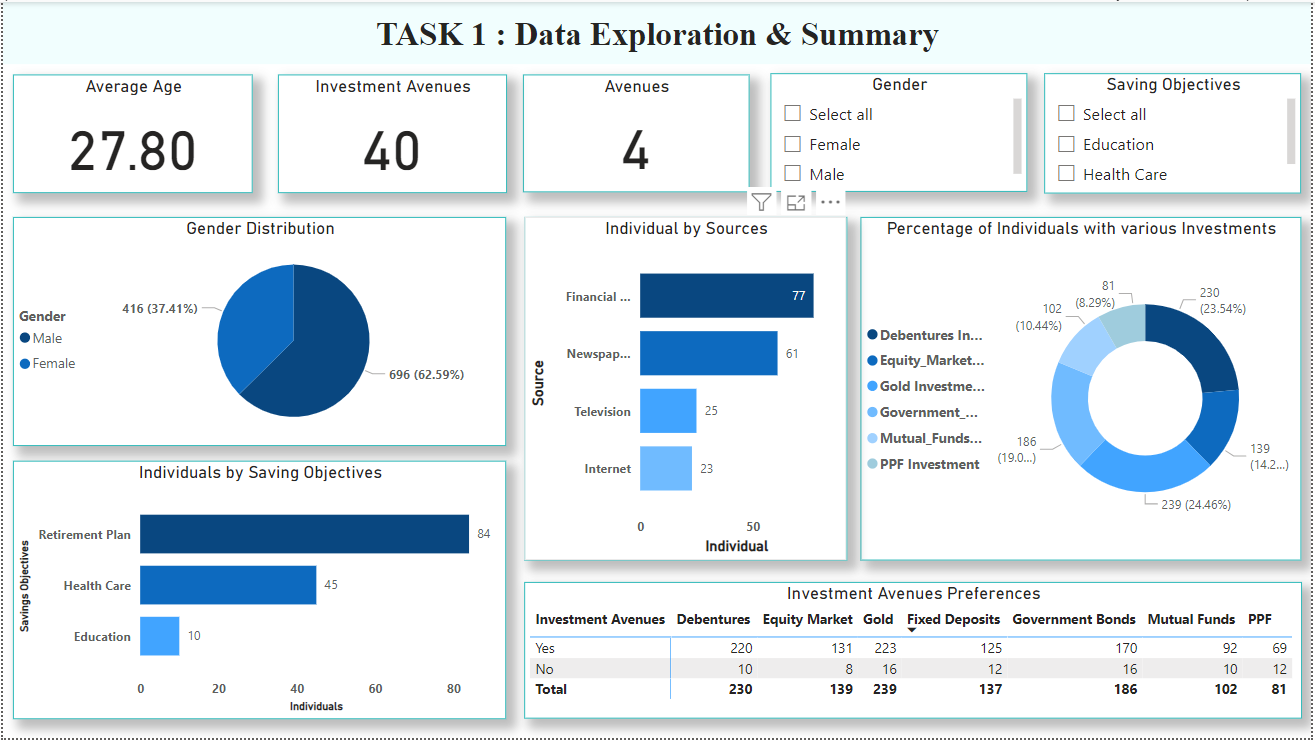 TASK 1 : Data Exploration & Summary
Average Age
27.80
Investment Avenues
40
Avenues
4
Gender
Select all
Female
Male
Saving Objectives
Select all
Education
Health Care
Gender Distribution
Gender
Male
Female
416 (37.41%)
696 (62.59%)
Individual by Sources
Source
Financial ...
77
Newspap...
61
Television
25
Internet
23
0
50
Individual
Percentage of Individuals with various Investments
Debentures In...
Equity_Market...
Gold Investme...
Government_...
Mutual_Funds...
PPF Investment
230
(23.54%)
139
(14.2...)
239 (24.46%)
186
(19.0...)
102
(10.44%)
81
(8.29%)
Individuals by Saving Objectives
Savings Objectives
Retirement Plan
84
Health Care
45
Education
10
0 20 40 60 80
Individuals
Investment Avenues Preferences
Investment Avenues Debentures Equity Market Gold Fixed Deposits Government Bonds Mutual Funds PPF
Yes 220 131 223 125 170 92 69
No 10 8 16 12 16 10 12
Total 230 139 239 137 186 102 81